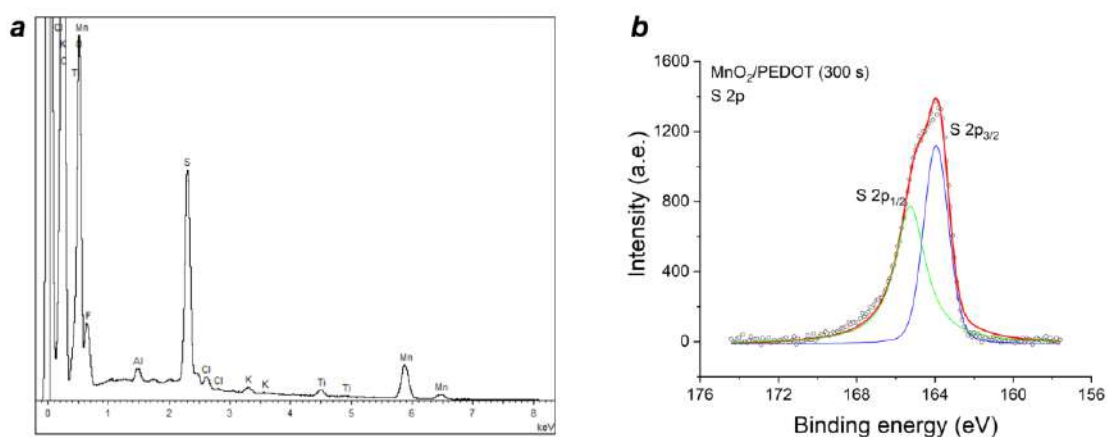 a
Cl Mn
K O
C
Ti
F
Al
S
Cl
Cl
K
K
Ti
Ti
Mn
Mn
0 1 2 3 4 5 6 7 8
keV
b
1600
1200
800
400
0
MnO₂/PEDOT (300 s)
S 2p
S 2p₃/₂
S 2p₁/₂
Intensity (a.e.)
176 172 168 164 160 156
Binding energy (eV)